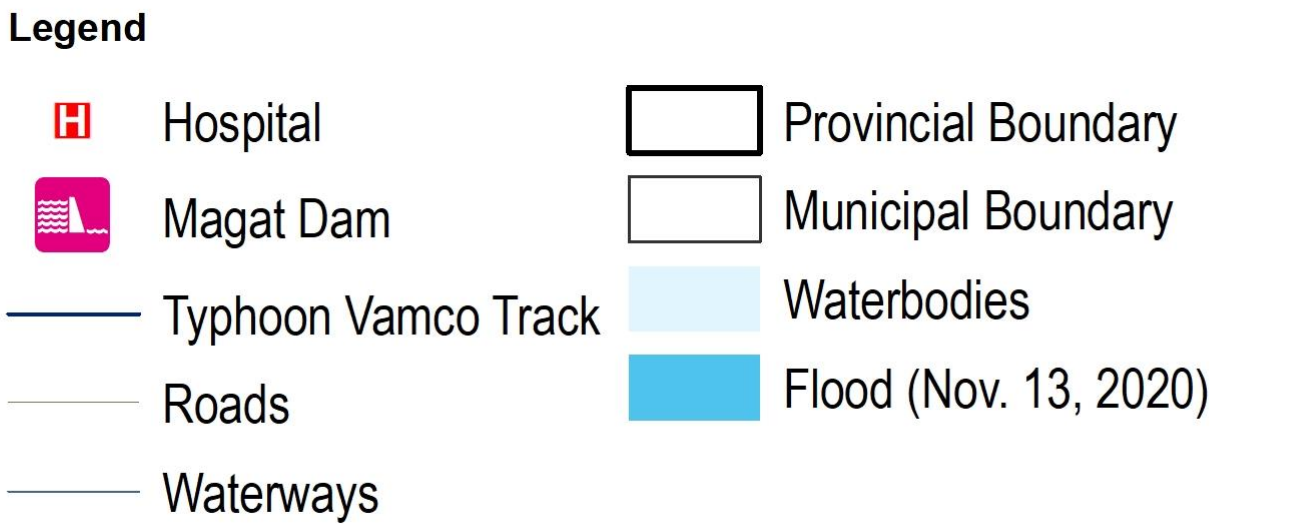 Legend
H
Hospital
Magat Dam
Typhoon Vamco Track
Roads
Waterways
Provincial Boundary
Municipal Boundary
Waterbodies
Flood (Nov. 13, 2020)